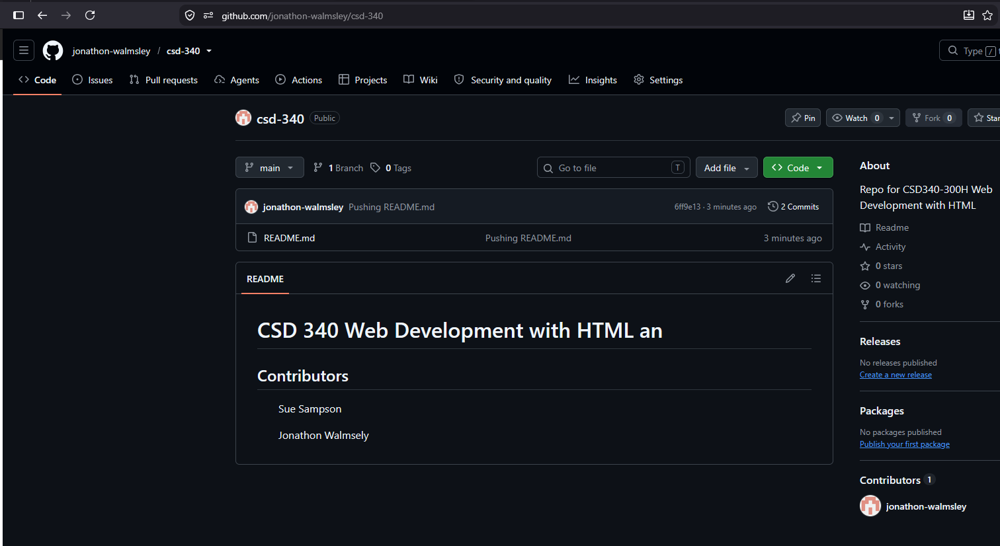 github.com/jonathon-walmsley/csd-340
jonathon-walmsley / csd-340
Type /
Code Issues Pull requests Agents Actions Projects Wiki Security and quality Insights Settings
csd-340 Public
Pin Watch 0 Fork 0 Star
main 1 Branch 0 Tags Go to file T Add file Code
jonathon-walmsley Pushing README.md 6ff9e13 · 3 minutes ago 2 Commits
README.md Pushing README.md 3 minutes ago
README
CSD 340 Web Development with HTML an
Contributors
Sue Sampson
Jonathon Walmsely
About
Repo for CSD340-300H Web
Development with HTML
Readme
Activity
0 stars
0 watching
0 forks
Releases
No releases published
Create a new release
Packages
No packages published
Publish your first package
Contributors 1
jonathon-walmsley